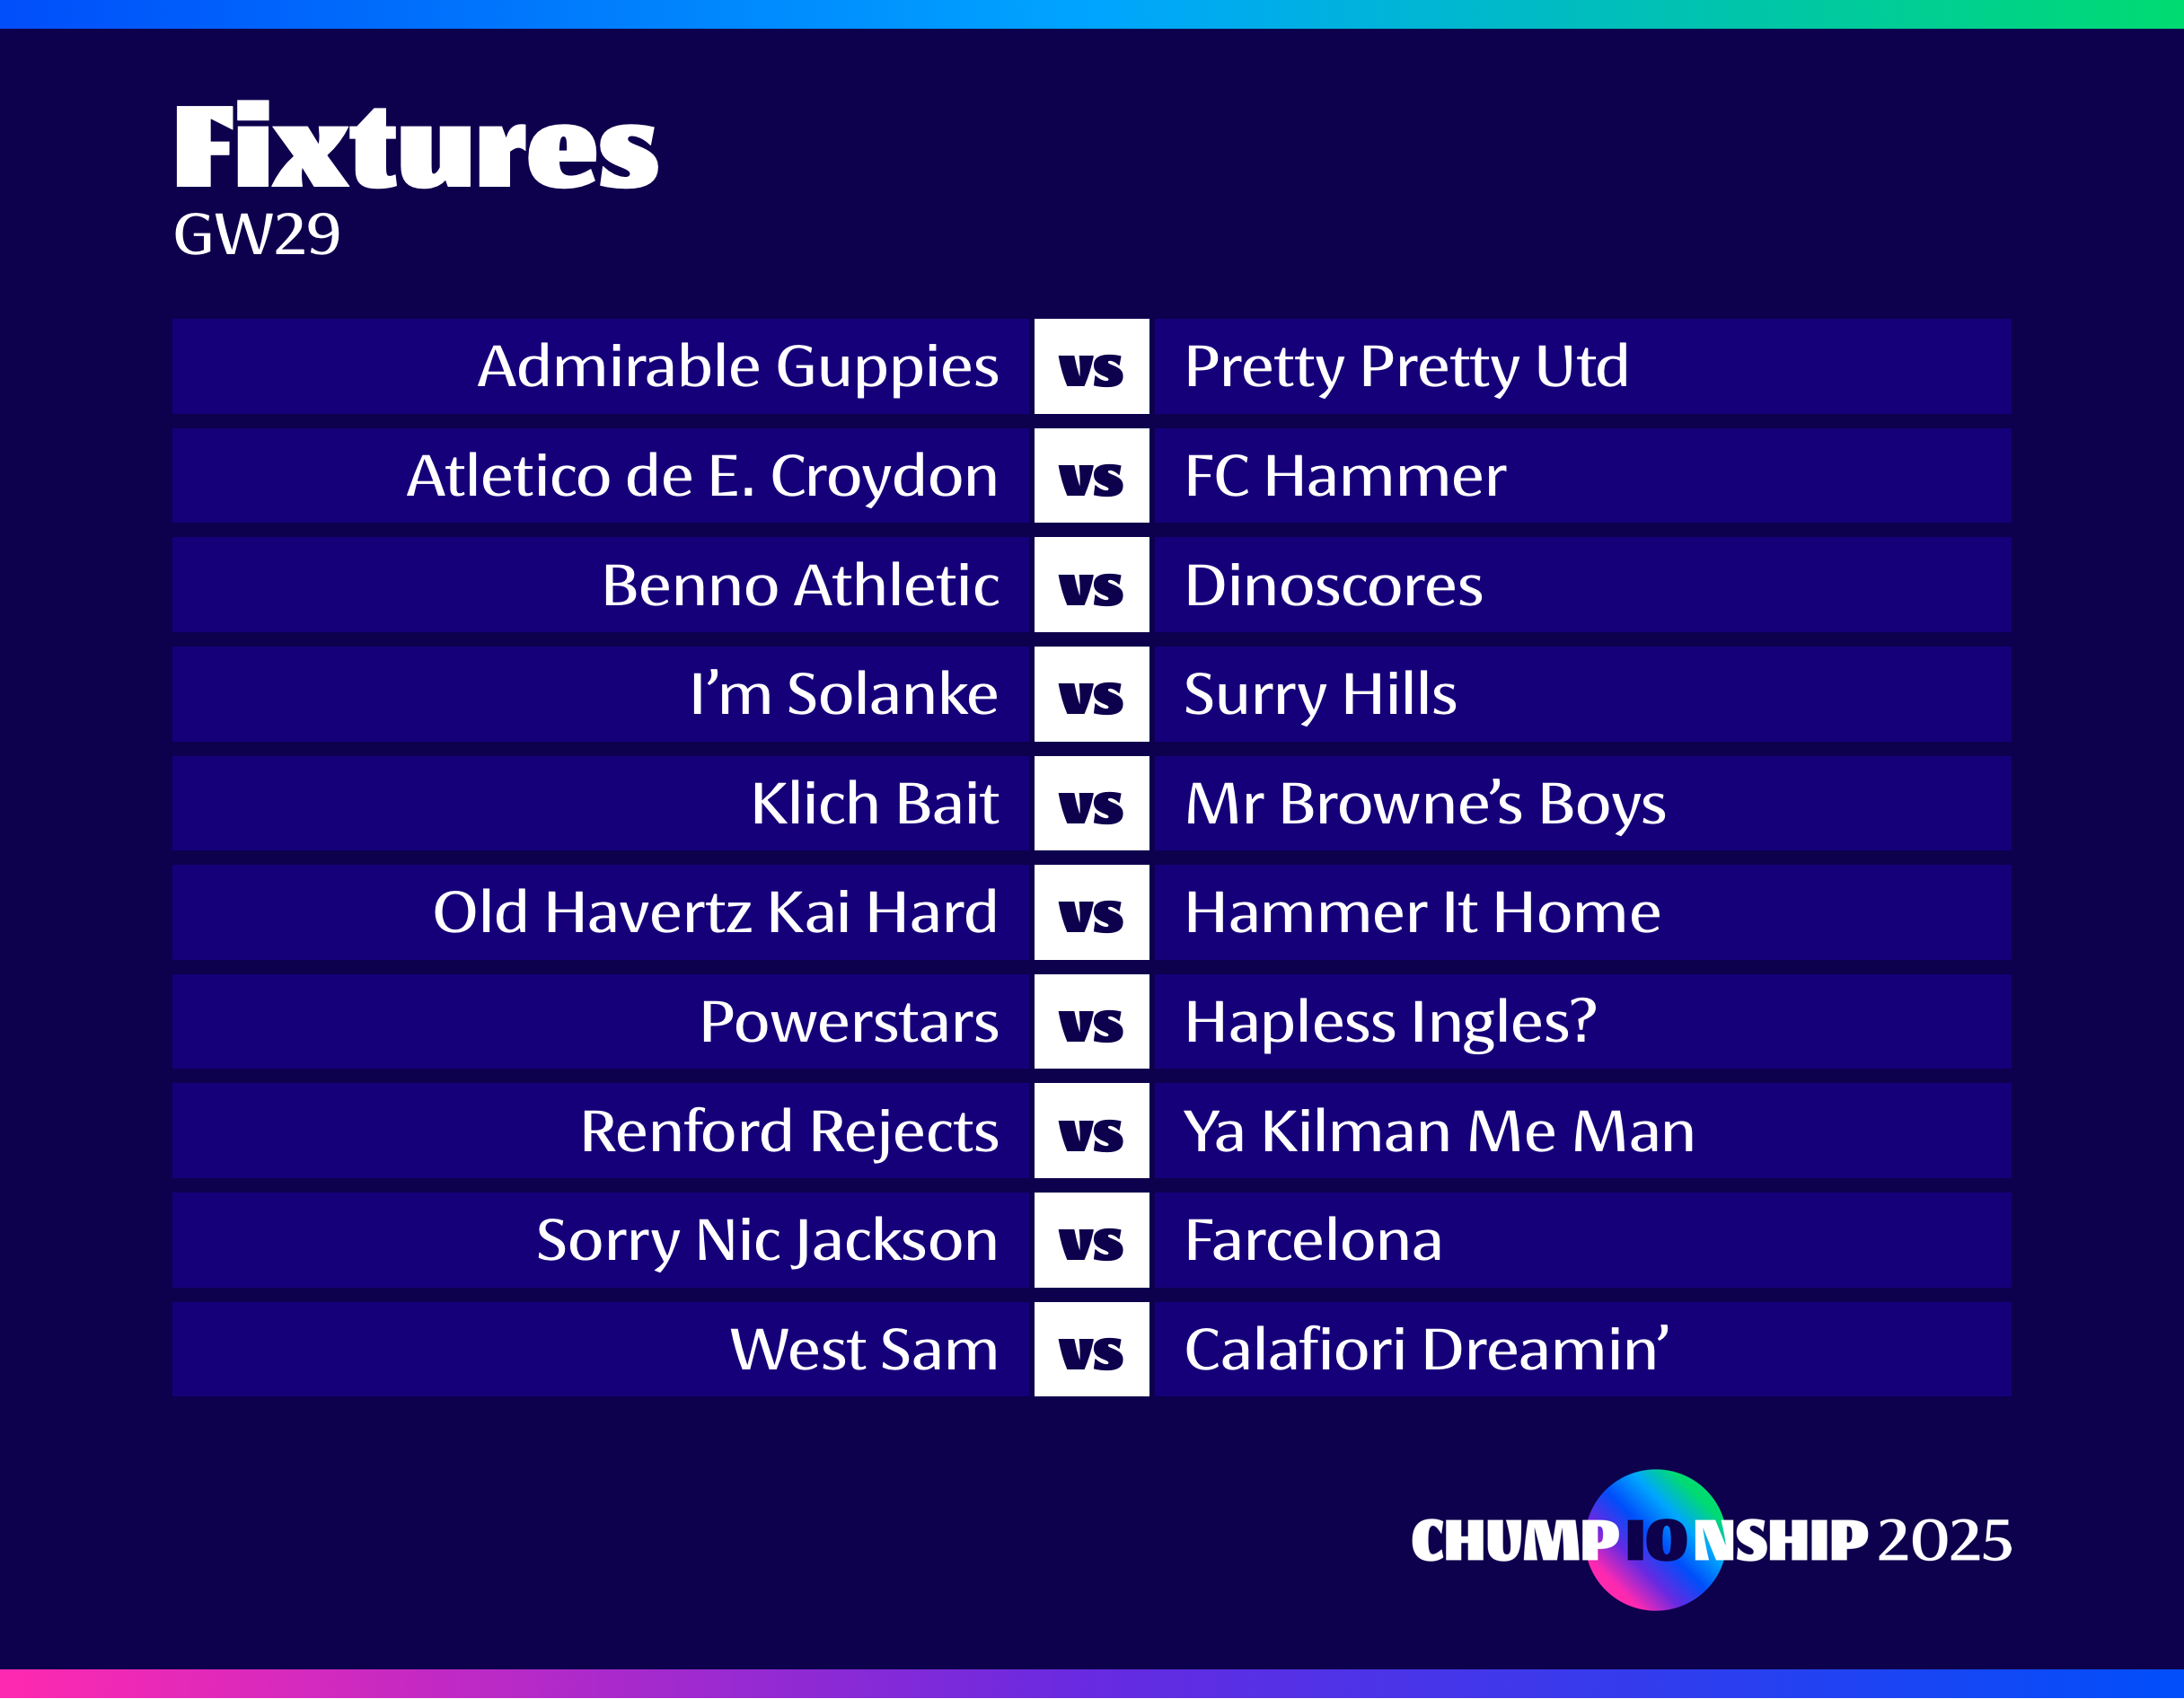 Fixtures
GW29
Admirable Guppies vs Pretty Pretty Utd
Atletico de E. Croydon vs FC Hammer
Benno Athletic vs Dinoscores
I’m Solanke vs Surry Hills
Klich Bait vs Mr Browne’s Boys
Old Havertz Kai Hard vs Hammer It Home
Powerstars vs Hapless Ingles?
Renford Rejects vs Ya Kilman Me Man
Sorry Nic Jackson vs Farcelona
West Sam vs Calafiori Dreamin’
CHUMPIONSHIP 2025